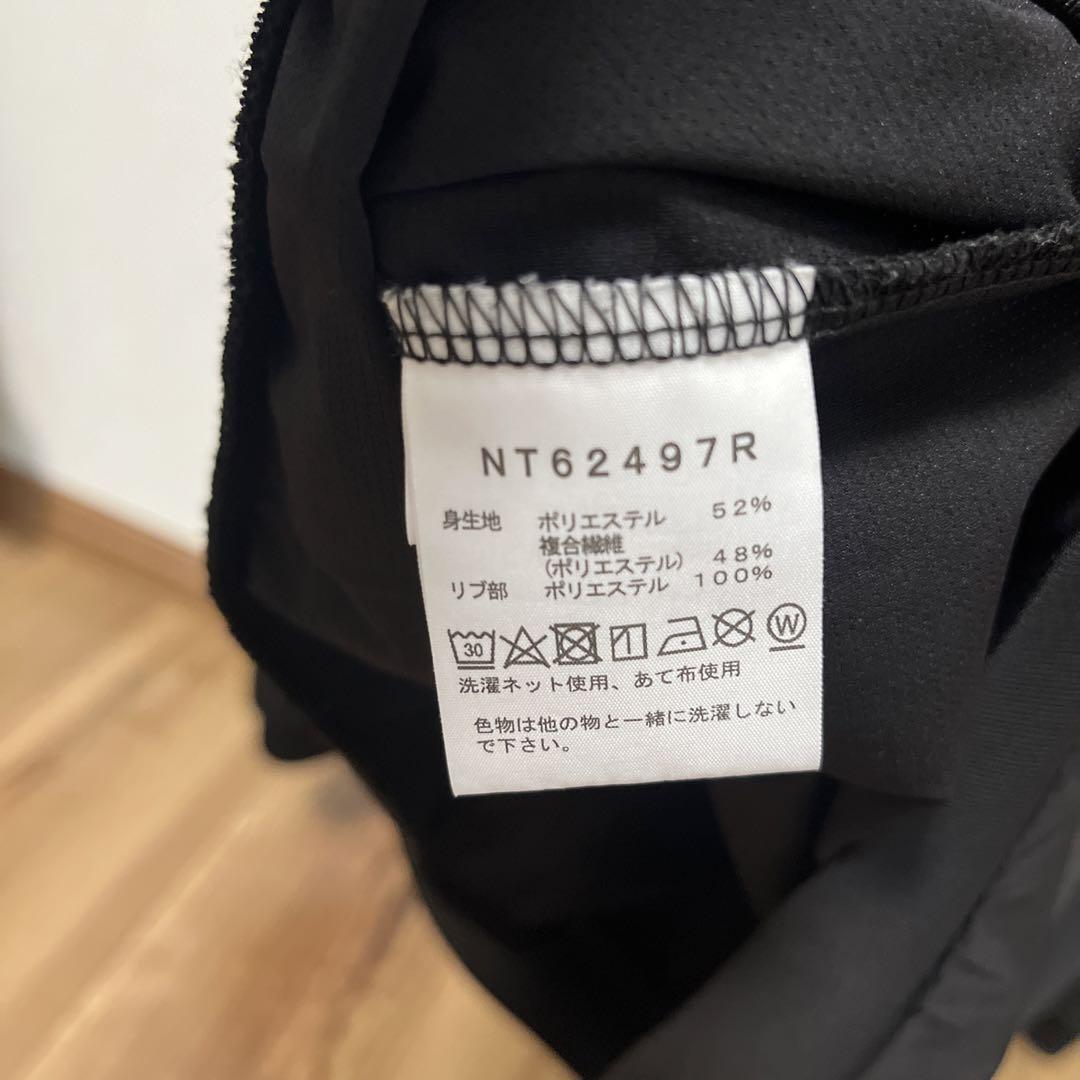 NT62497R
身生地 ポリエステル 52%
複合繊維
(ポリエステル) 48%
リブ部 ポリエステル 100%
30 W
洗濯ネット使用、あて布使用
色物は他の物と一緒に洗濯しない
で下さい。